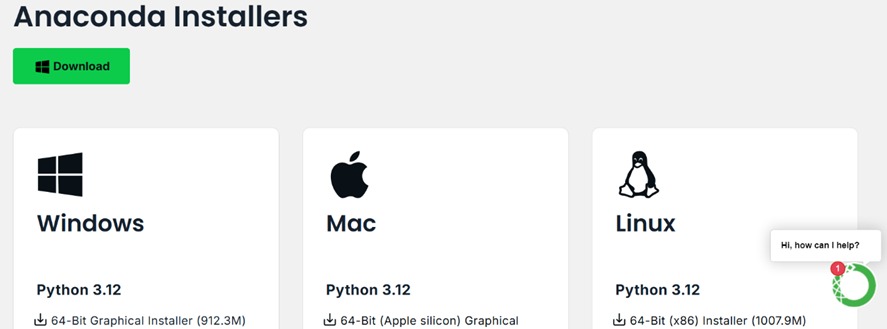 Anaconda Installers
Download
Windows
Mac
Linux
Hi, how can I help?
1
Python 3.12
Python 3.12
Python 3.12
64-Bit Graphical Installer (912.3M)
64-Bit (Apple silicon) Graphical
64-Bit (x86) Installer (1007.9M)